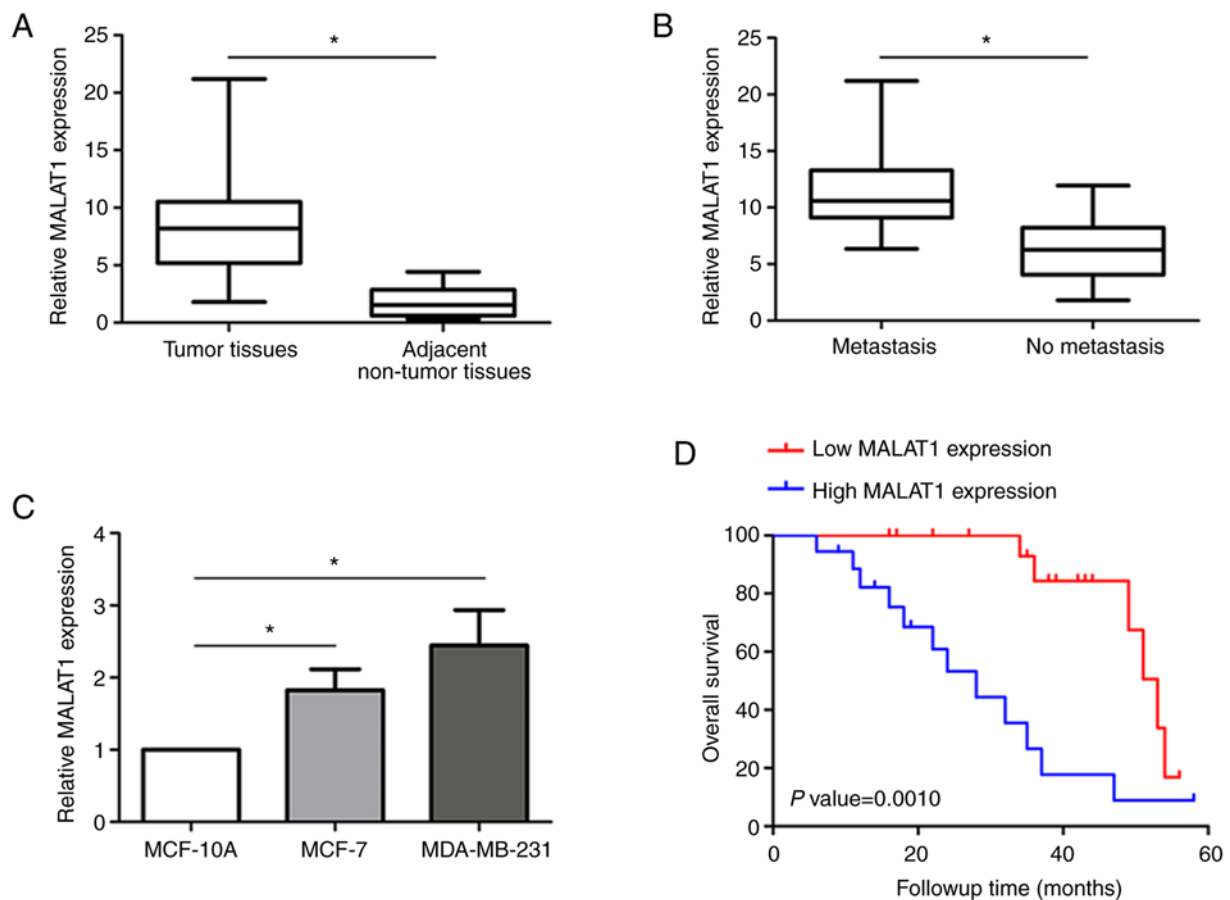 A
Relative MALAT1 expression
25
20
15
10
5
0
*
Tumor tissues
Adjacent
non-tumor tissues
B
Relative MALAT1 expression
25
20
15
10
5
0
*
Metastasis
No metastasis
C
Relative MALAT1 expression
4
3
2
1
0
*
*
MCF-10A
MCF-7
MDA-MB-231
D
Low MALAT1 expression
High MALAT1 expression
Overall survival
100
80
60
40
20
0
P value=0.0010
0
20
40
60
Followup time (months)